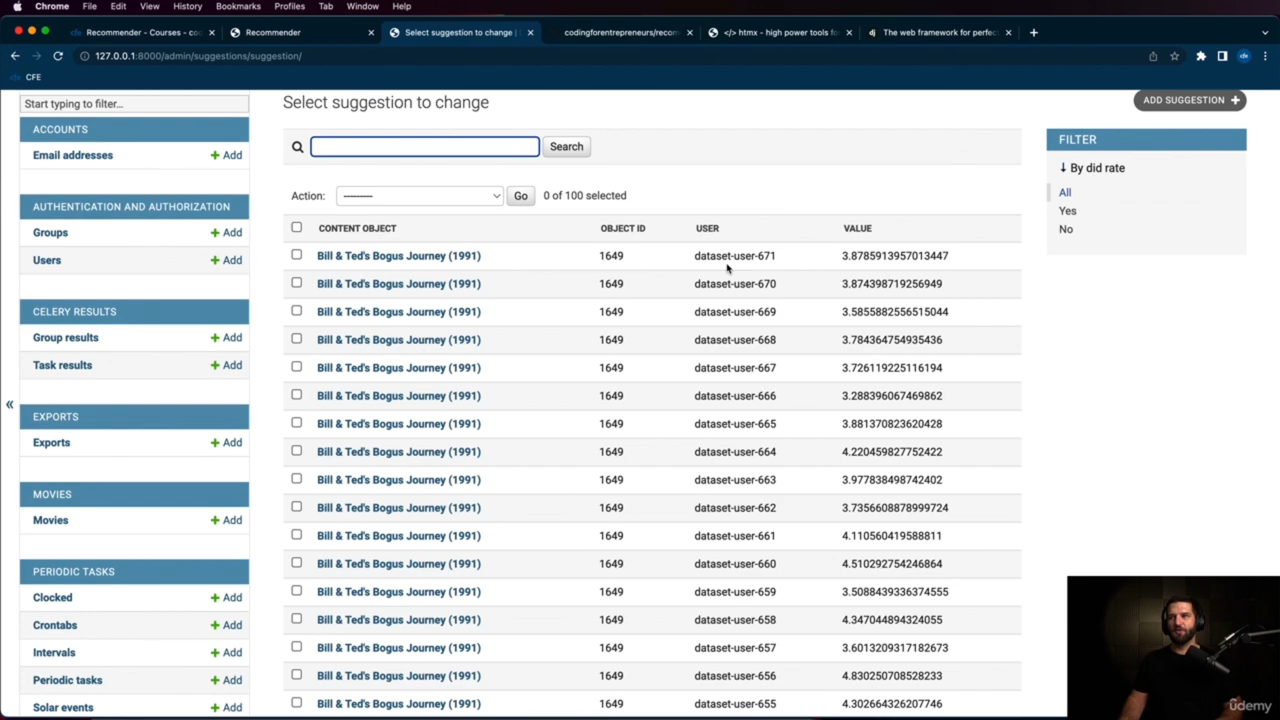 Chrome File Edit View History Bookmarks Profiles Tab Window Help
Recommender - Courses - co Recommender Select suggestion to change | codingforentrepreneurs/recom </> htmx - high power tools fo The web framework for perfec
127.0.0.1:8000/admin/suggestions/suggestion/
CFE
Start typing to filter…
Select suggestion to change
ADD SUGGESTION +
ACCOUNTS
Email addresses + Add
Search
FILTER
By did rate
All
Yes
No
Action: --------- Go 0 of 100 selected
AUTHENTICATION AND AUTHORIZATION
Groups + Add
Users + Add
CELERY RESULTS
Group results + Add
Task results + Add
EXPORTS
Exports + Add
MOVIES
Movies + Add
PERIODIC TASKS
Clocked + Add
Crontabs + Add
Intervals + Add
Periodic tasks + Add
Solar events + Add
CONTENT OBJECT OBJECT ID USER VALUE
Bill & Ted's Bogus Journey (1991) 1649 dataset-user-671 3.8785913957013447
Bill & Ted's Bogus Journey (1991) 1649 dataset-user-670 3.874398719256949
Bill & Ted's Bogus Journey (1991) 1649 dataset-user-669 3.5855882556515044
Bill & Ted's Bogus Journey (1991) 1649 dataset-user-668 3.784364754935436
Bill & Ted's Bogus Journey (1991) 1649 dataset-user-667 3.726119225116194
Bill & Ted's Bogus Journey (1991) 1649 dataset-user-666 3.288396067469862
Bill & Ted's Bogus Journey (1991) 1649 dataset-user-665 3.881370823620428
Bill & Ted's Bogus Journey (1991) 1649 dataset-user-664 4.220459827752422
Bill & Ted's Bogus Journey (1991) 1649 dataset-user-663 3.977838498742402
Bill & Ted's Bogus Journey (1991) 1649 dataset-user-662 3.7356608878999724
Bill & Ted's Bogus Journey (1991) 1649 dataset-user-661 4.110560419588811
Bill & Ted's Bogus Journey (1991) 1649 dataset-user-660 4.510292754246864
Bill & Ted's Bogus Journey (1991) 1649 dataset-user-659 3.5088439336374555
Bill & Ted's Bogus Journey (1991) 1649 dataset-user-658 4.347044894324055
Bill & Ted's Bogus Journey (1991) 1649 dataset-user-657 3.6013209317182673
Bill & Ted's Bogus Journey (1991) 1649 dataset-user-656 4.830250708528233
Bill & Ted's Bogus Journey (1991) 1649 dataset-user-655 4.302664326207746
udemy